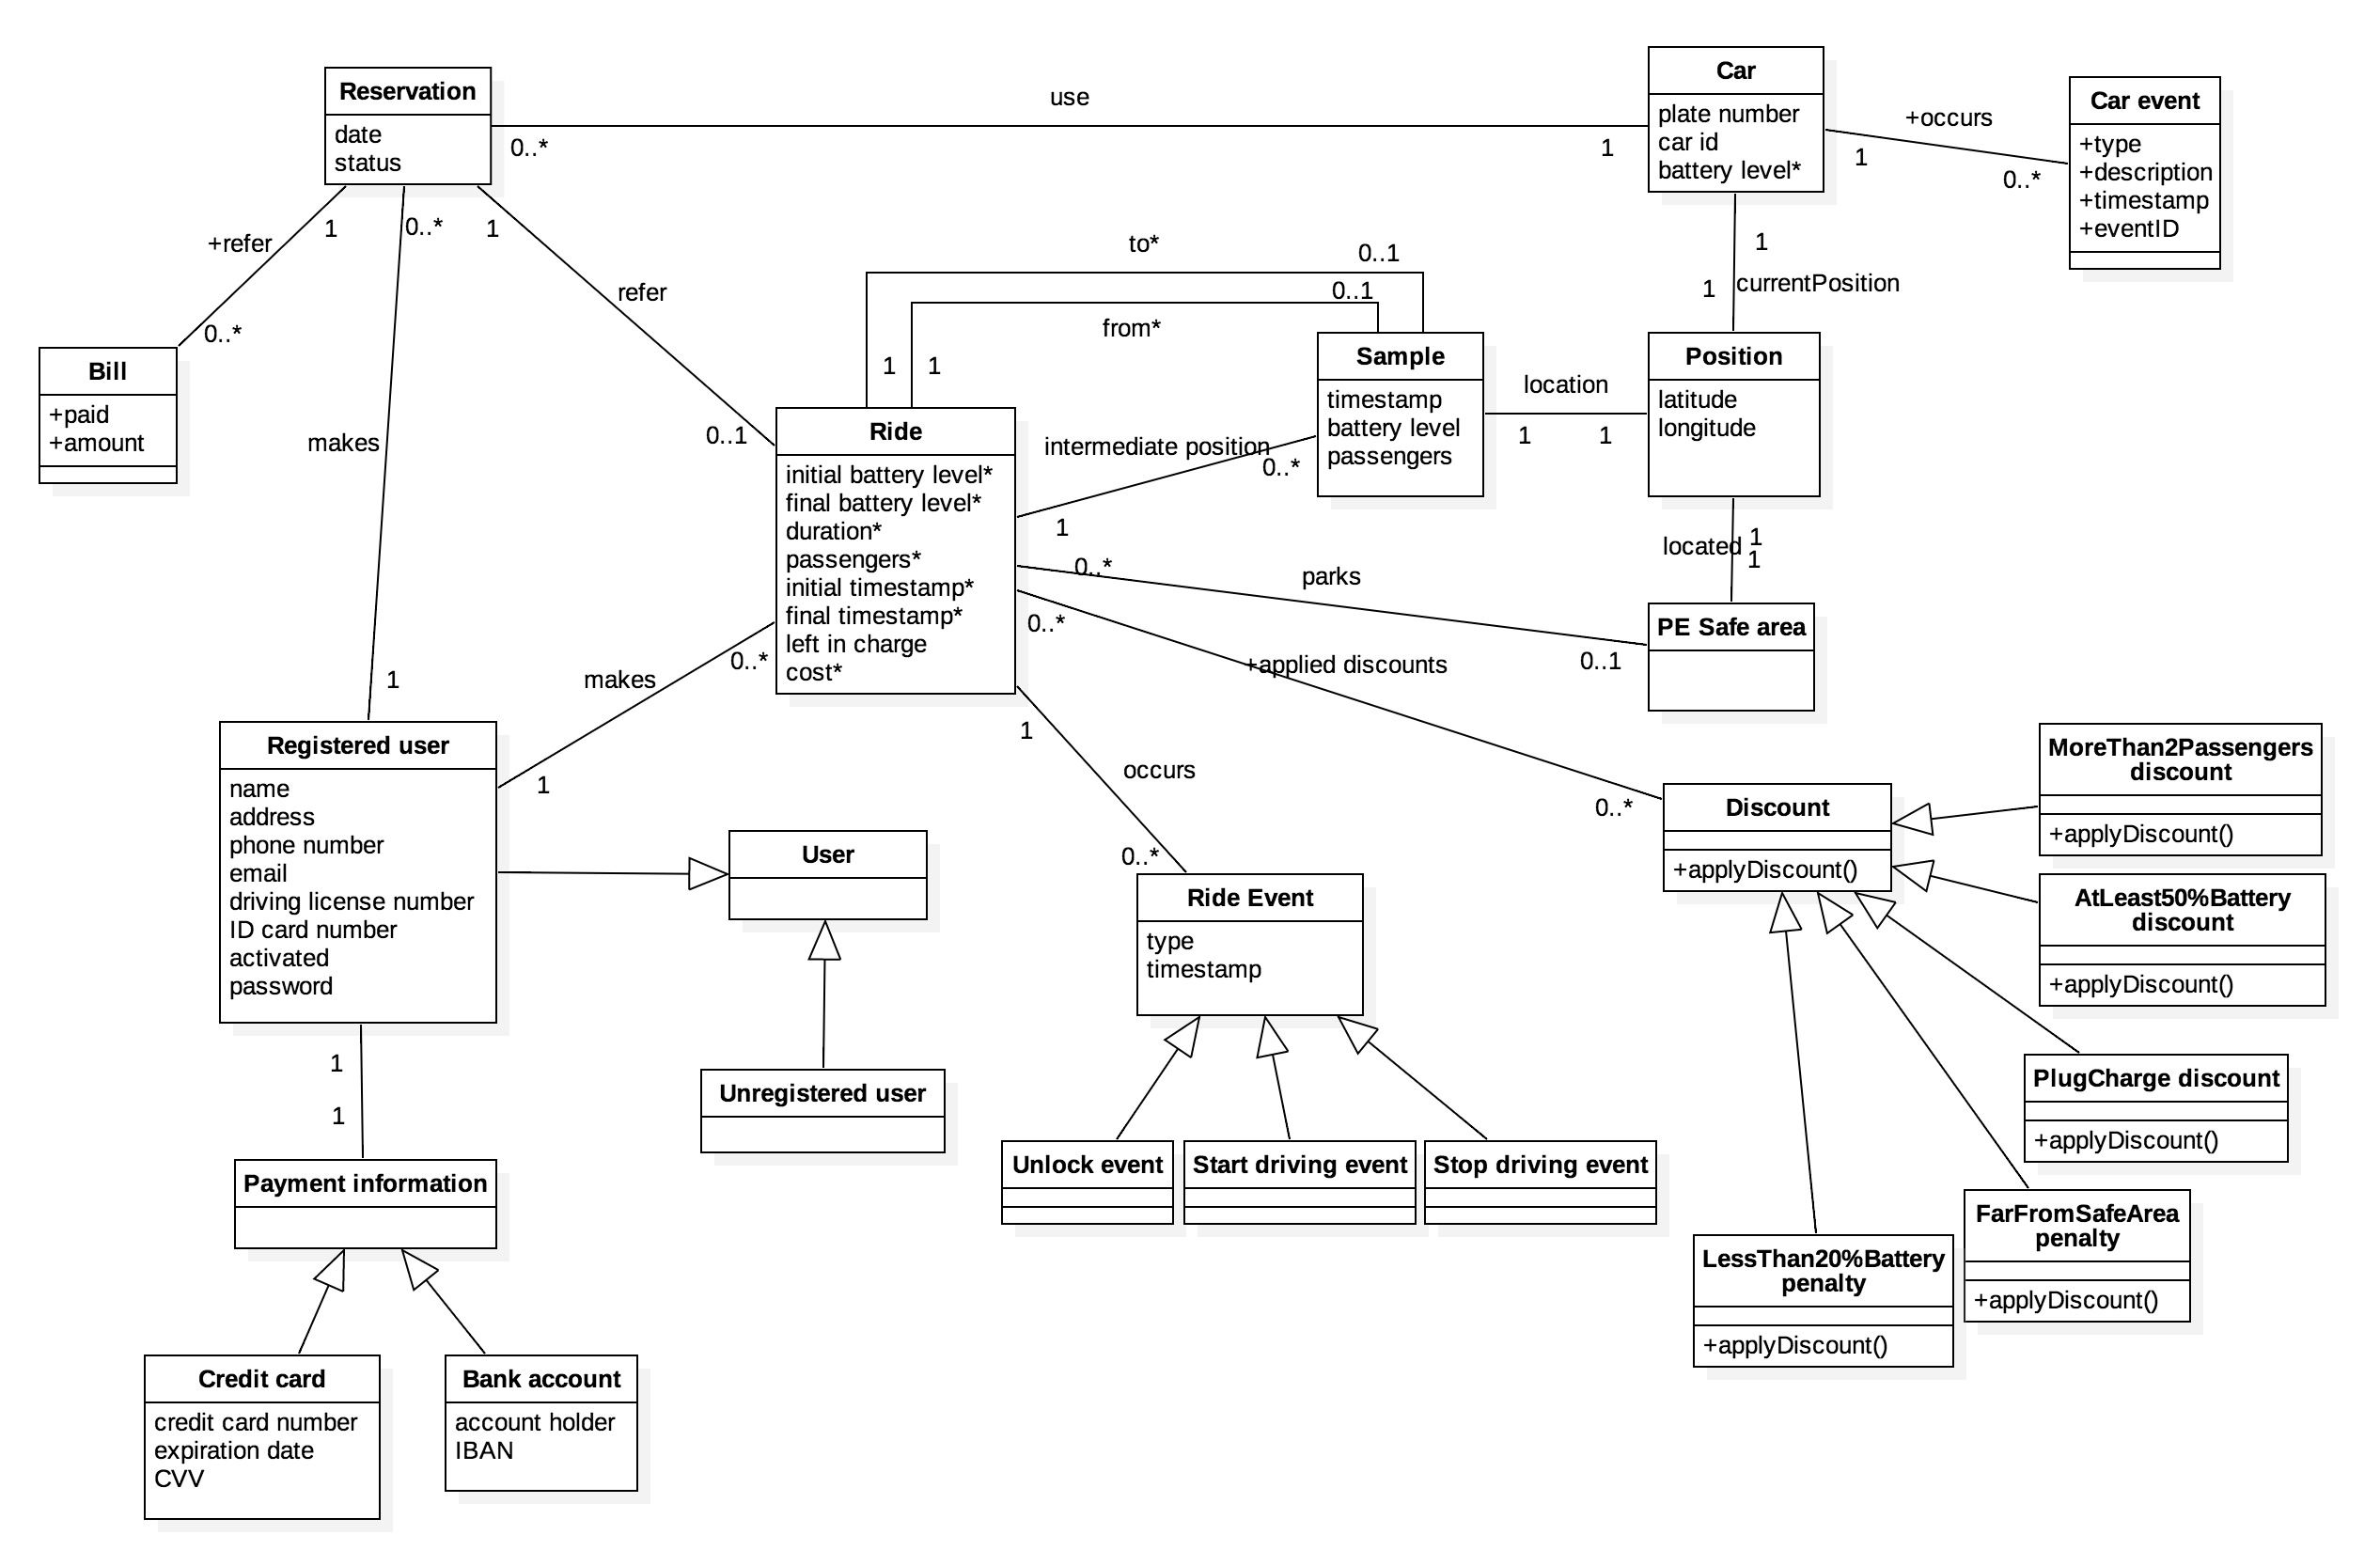 Reservation
date
status
use
0..*
1
Car
plate number
car id
battery level*
+occurs
1
0..*
Car event
+type
+description
+timestamp
+eventID
+refer
1
0..*
0..*
1
refer
0..1
to*
0..1
0..1
from*
1
1
1
currentPosition
1
Bill
+paid
+amount
makes
1
Ride
initial battery level*
final battery level*
duration*
passengers*
initial timestamp*
final timestamp*
left in charge
cost*
intermediate position
0..*
1
Sample
timestamp
battery level
passengers
location
1
1
Position
latitude
longitude
located
1
1
0..*
parks
0..1
PE Safe area
0..*
+applied discounts
0..*
makes
0..*
1
1
occurs
0..*
Registered user
name
address
phone number
email
driving license number
ID card number
activated
password
User
Unregistered user
Ride Event
type
timestamp
Unlock event
Start driving event
Stop driving event
Discount
+applyDiscount()
MoreThan2Passengers
discount
+applyDiscount()
AtLeast50%Battery
discount
+applyDiscount()
PlugCharge discount
+applyDiscount()
FarFromSafeArea
penalty
+applyDiscount()
LessThan20%Battery
penalty
+applyDiscount()
1
1
Payment information
Credit card
credit card number
expiration date
CVV
Bank account
account holder
IBAN